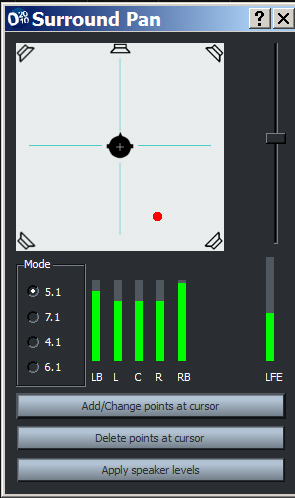 Surround Pan
Mode
5.1
7.1
4.1
6.1
LB L C R RB LFE
Add/Change points at cursor
Delete points at cursor
Apply speaker levels